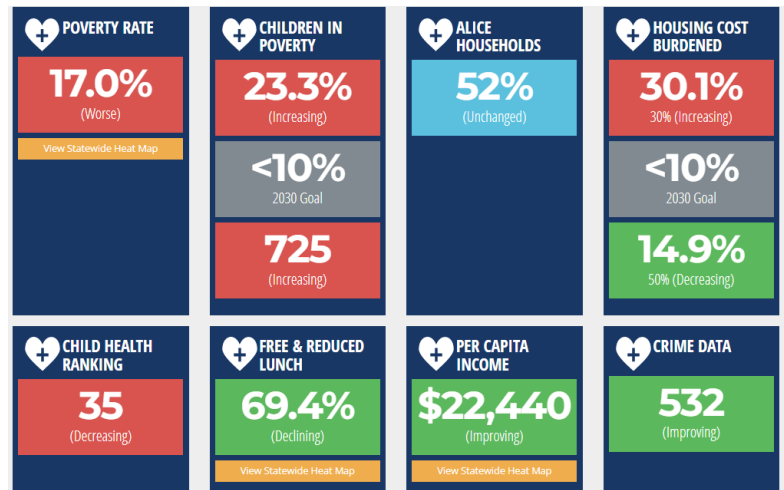 POVERTY RATE
17.0%
(Worse)
View Statewide Heat Map
CHILDREN IN
POVERTY
23.3%
(Increasing)
<10%
2030 Goal
725
(Increasing)
ALICE
HOUSEHOLDS
52%
(Unchanged)
HOUSING COST
BURDENED
30.1%
30% (Increasing)
<10%
2030 Goal
14.9%
50% (Decreasing)
CHILD HEALTH
RANKING
35
(Decreasing)
FREE & REDUCED
LUNCH
69.4%
(Declining)
View Statewide Heat Map
PER CAPITA
INCOME
$22,440
(Improving)
View Statewide Heat Map
CRIME DATA
532
(Improving)